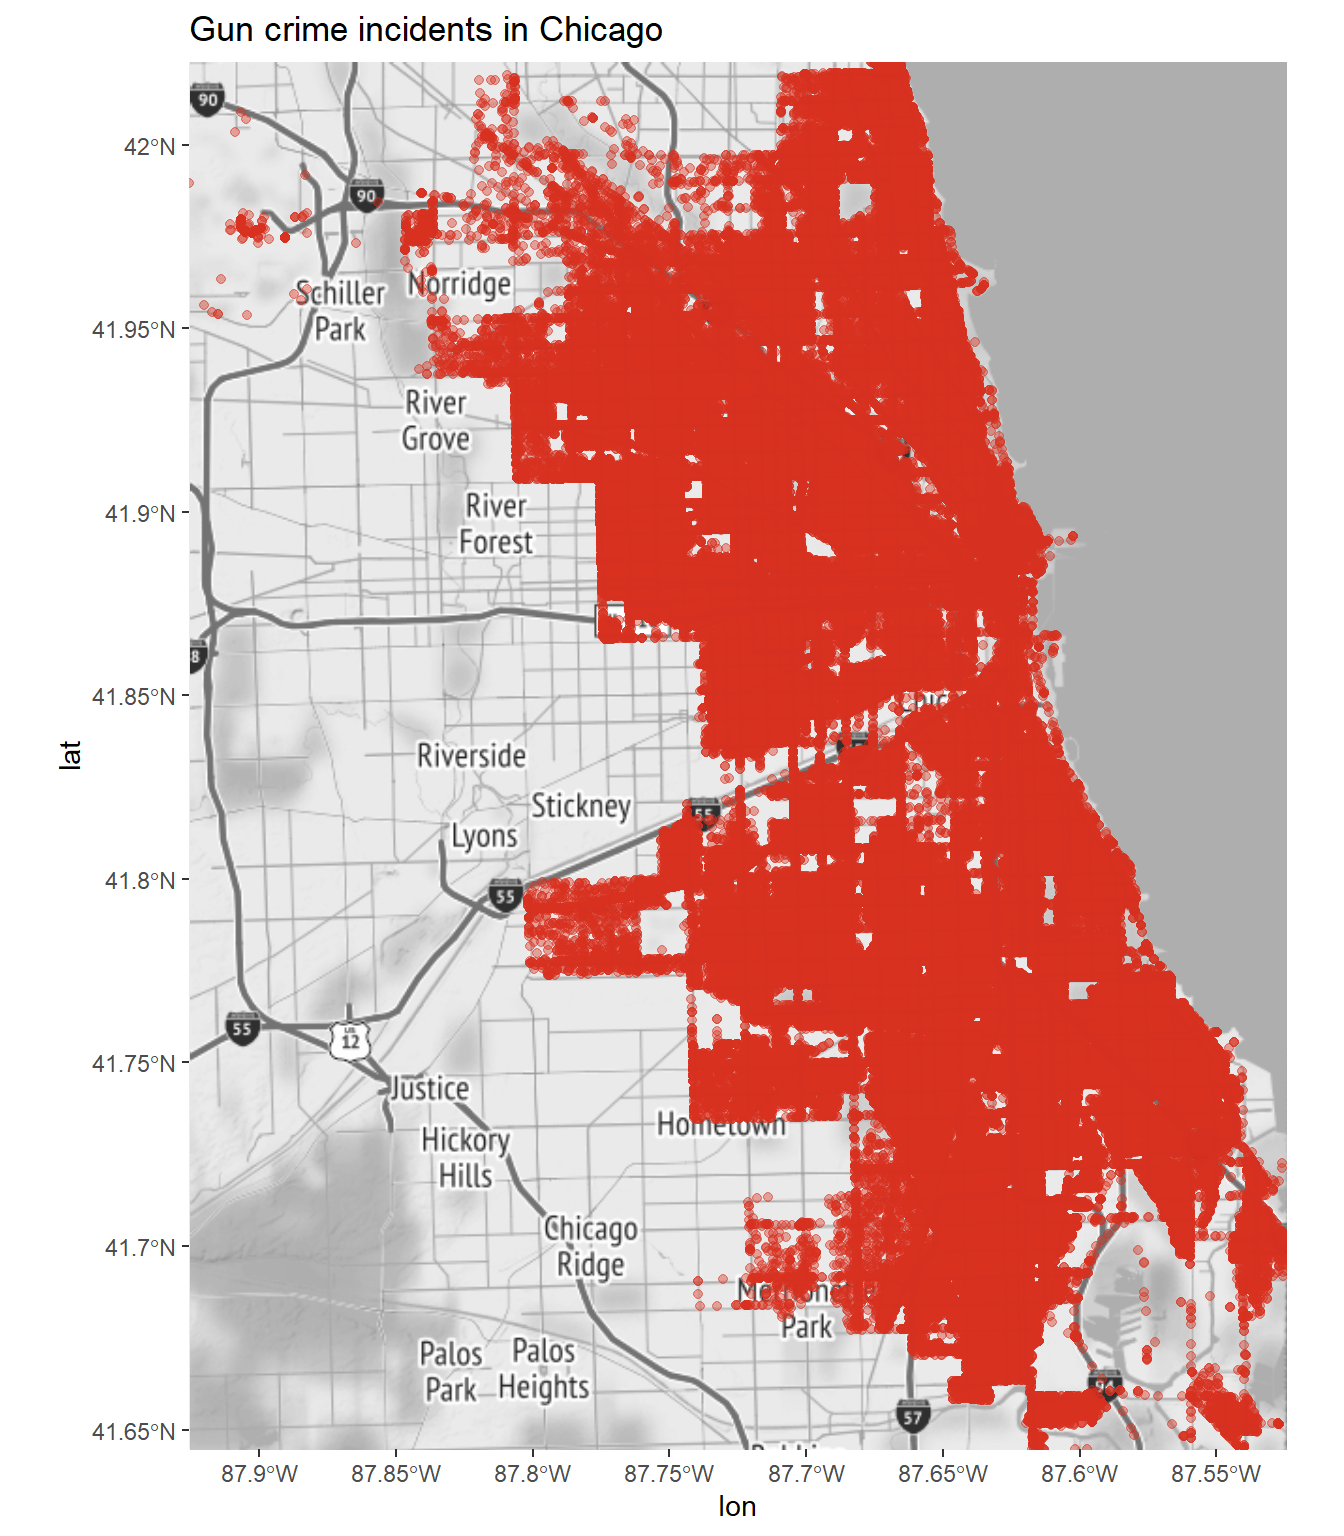 Gun crime incidents in Chicago
90
42°N
90
Norridge
Schiller
Park
41.95°N
River
Grove
41.9°N
River
Forest
8
41.85°N
Riverside
55
Stickney
Lyons
41.8°N
55
55
US
12
41.75°N
Justice
Hometown
Hickory
Hills
Chicago
Ridge
41.7°N
Park
Palos
Park
Palos
Heights
94
57
41.65°N
87.9°W
87.85°W
87.8°W
87.75°W
87.7°W
87.65°W
87.6°W
87.55°W
lon
lat